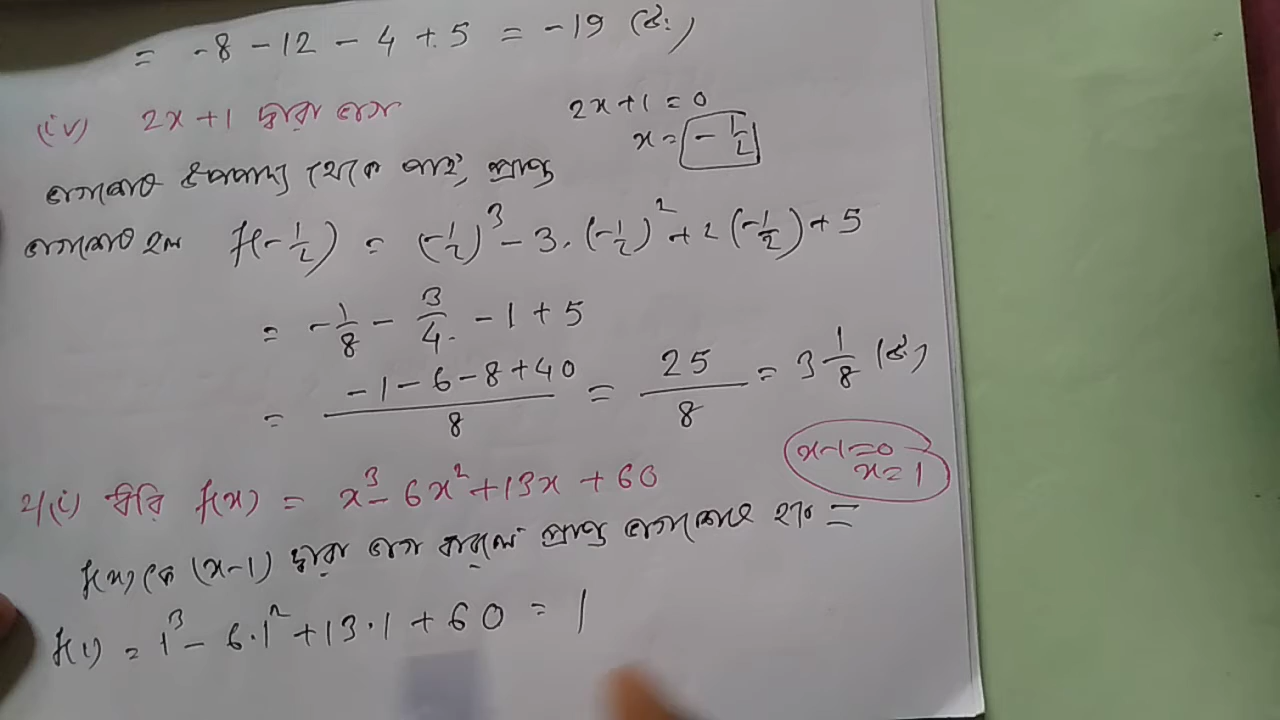 = -8 - 12 - 4 + 5 = -19 (উঃ)
(iv) 2x + 1 দ্বারা ভাগ
2x + 1 = 0
x = -1/2
ভাগশেষ উপপাদ্য থেকে পাই, প্রাপ্ত
ভাগশেষ হল f(-1/2) = (-1/2)³ - 3.(-1/2)² + 2(-1/2) + 5
= -1/8 - 3/4 - 1 + 5
= (-1 - 6 - 8 + 40)/8 = 25/8 = 3 1/8 (উঃ)
x-1=0
x=1
2/(i) ধরি f(x) = x³ - 6x² + 13x + 60
f(x) কে (x-1) দ্বারা ভাগ করলে প্রাপ্ত ভাগশেষ হল =
f(1) = 1³ - 6.1² + 13.1 + 60 = 1